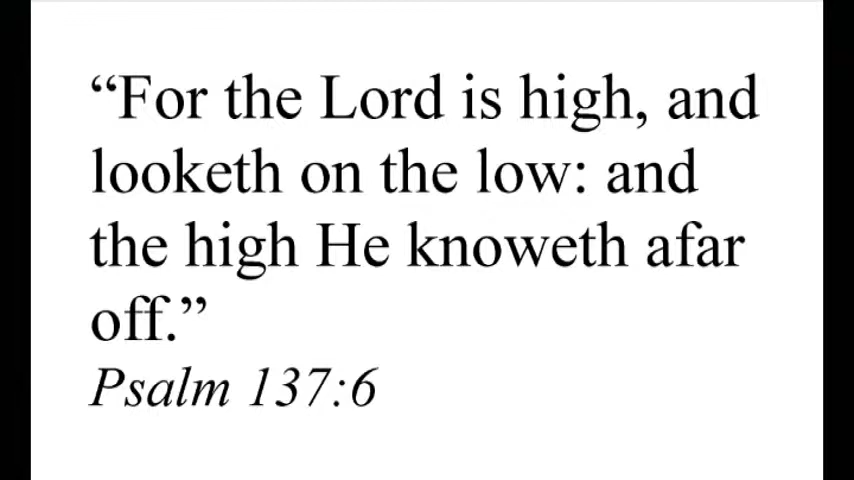 “For the Lord is high, and
looketh on the low: and
the high He knoweth afar
off.”
Psalm 137:6